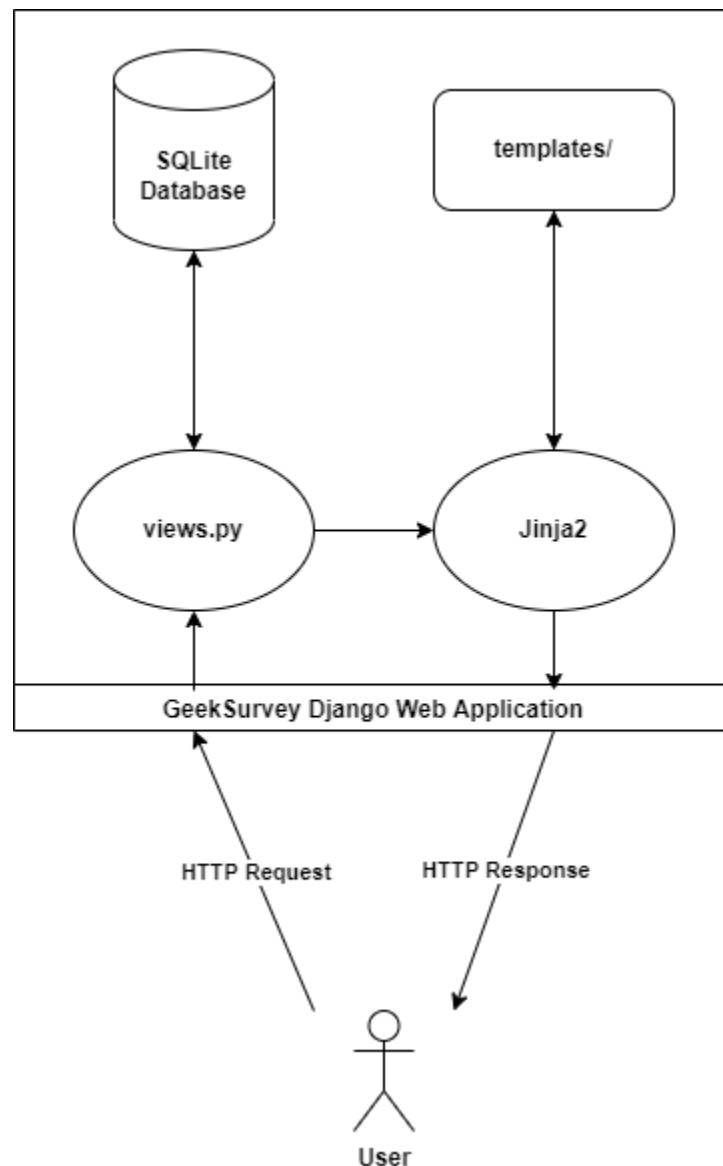 SQLite
Database
templates/
views.py
Jinja2
GeekSurvey Django Web Application
HTTP Request
HTTP Response
User